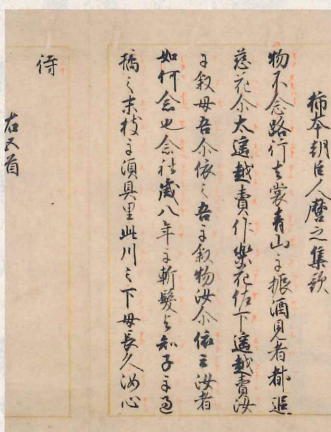 柿本朝臣人麿之集歌
物不念路行去裳青山乎振酒見者都追
慈花尓太遥越賣作樂花佐可遥越賣汝
乎叙母吾尓依云吾乎叙物汝尓依云汝者
如何念也念社歳八年乎斬髪与和子乎過
橘之末枝乎須具里此川之下母長久汝心
待
右五首